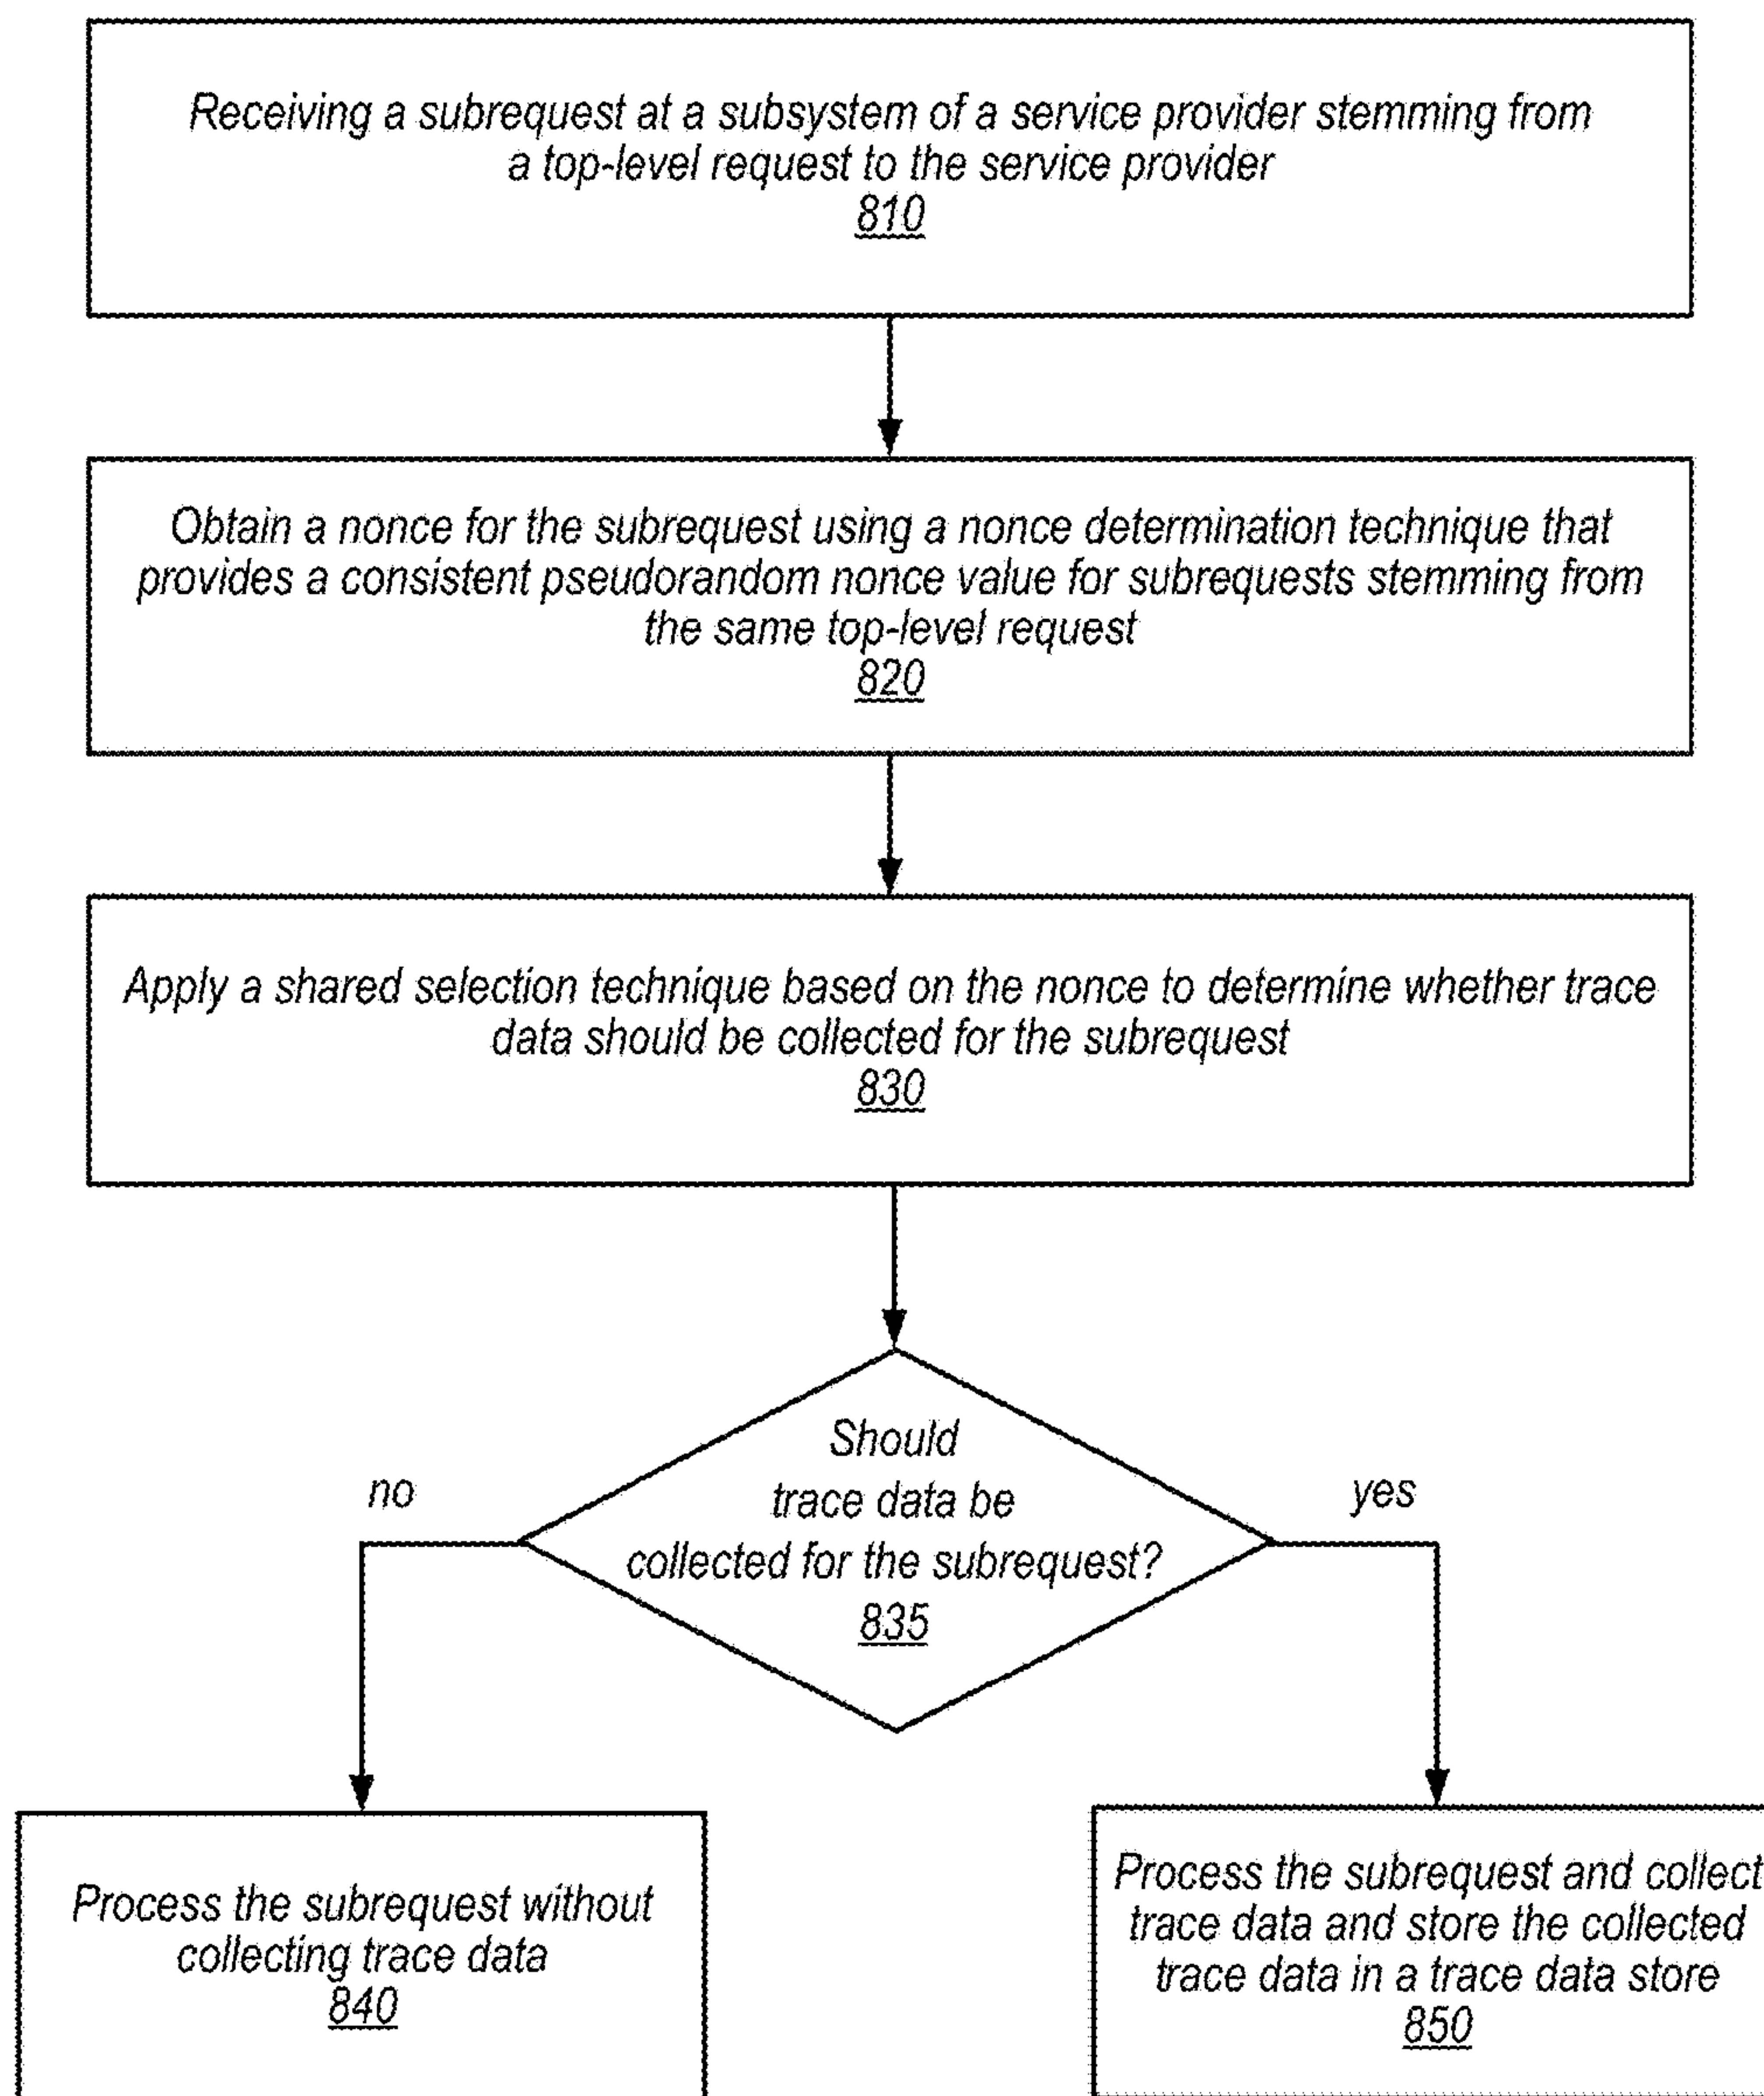 Receiving a subrequest at a subsystem of a service provider stemming from
a top-level request to the service provider
810
Obtain a nonce for the subrequest using a nonce determination technique that
provides a consistent pseudorandom nonce value for subrequests stemming from
the same top-level request
820
Apply a shared selection technique based on the nonce to determine whether trace
data should be collected for the subrequest
830
Should
trace data be
collected for the subrequest?
835
no
yes
Process the subrequest without
collecting trace data
840
Process the subrequest and collect
trace data and store the collected
trace data in a trace data store
850